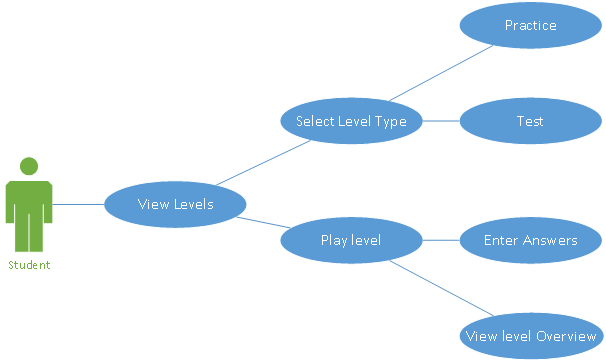 Practice
Select Level Type
Test
View Levels
Play level
Enter Answers
Student
View level Overview